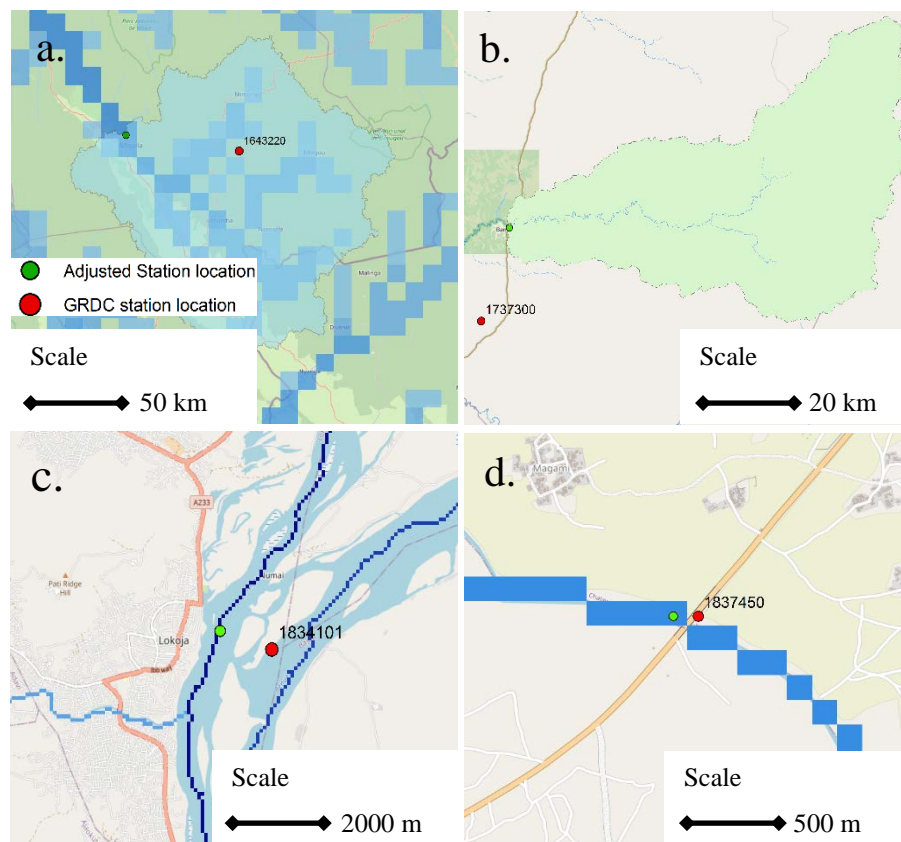 a.
1643220
Malinga
Adjusted Station location
GRDC station location
Scale
50 km
b.
1737300
Scale
20 km
c.
A233
Pati Ridge
Hill
Lokoja
1834101
Scale
2000 m
d.
Magami
1837450
Scale
500 m